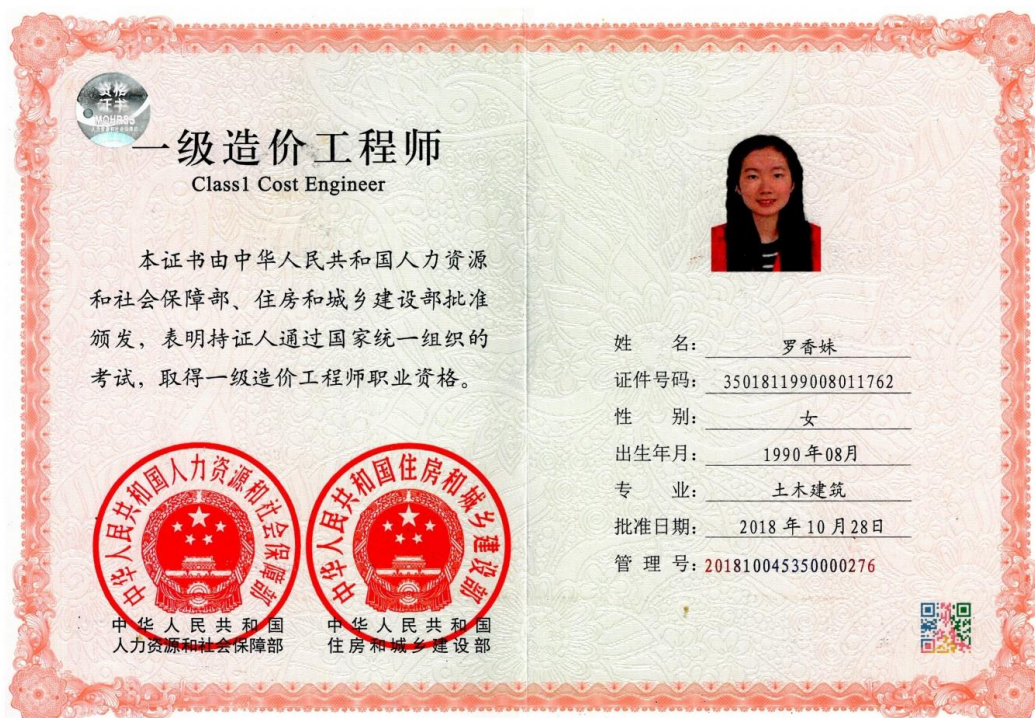 资格
证书
MOHRSS
一级造价工程师
Class1 Cost Engineer
本证书由中华人民共和国人力资源
和社会保障部、住房和城乡建设部批准
颁发，表明持证人通过国家统一组织的
考试，取得一级造价工程师职业资格。
中华人民共和国人力资源和社会保障部
中华人民共和国住房和城乡建设部
中华人民共和国
人力资源和社会保障部
中华人民共和国
住房和城乡建设部
姓 名：罗香妹
证件号码：350181199008011762
性 别：女
出生年月：1990年08月
专 业：土木建筑
批准日期：2018年10月28日
管 理 号：201810045350000276